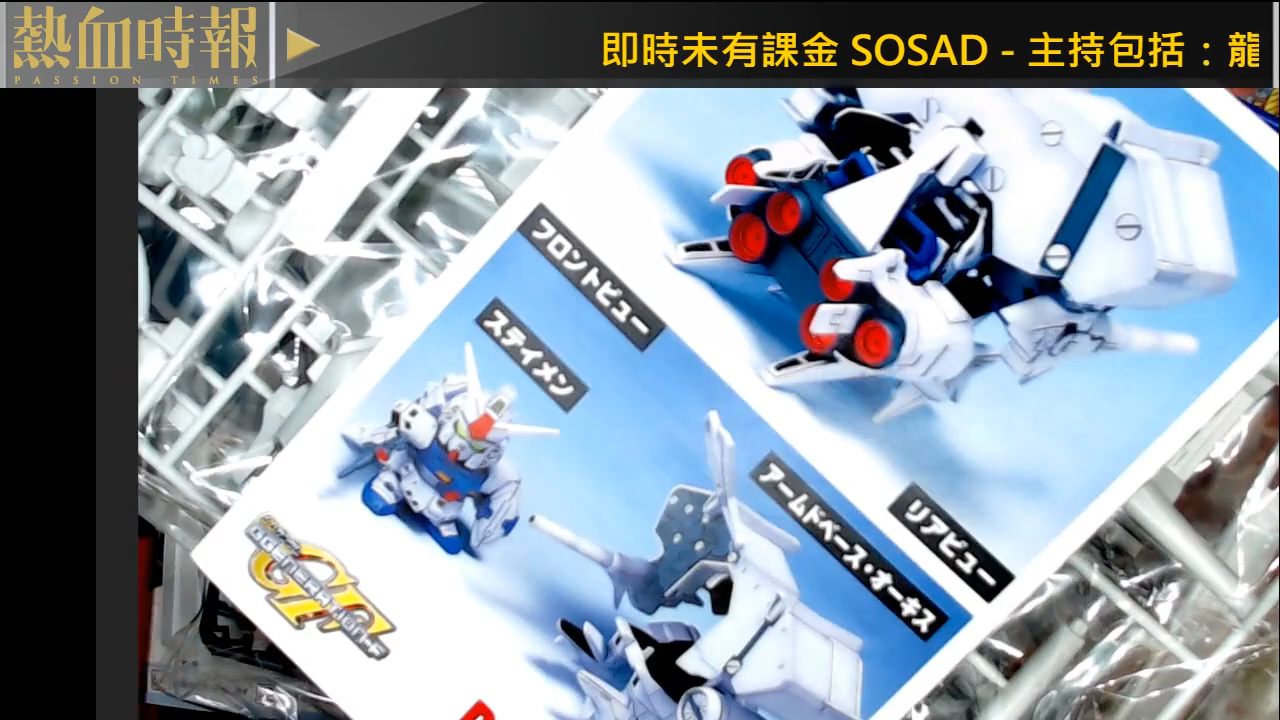 熱血時報
PASSION TIMES
即時未有課金 SOSAD - 主持包括：龍
フロントビュー
ステイメン
アームドベース・オーキス
リアビュー